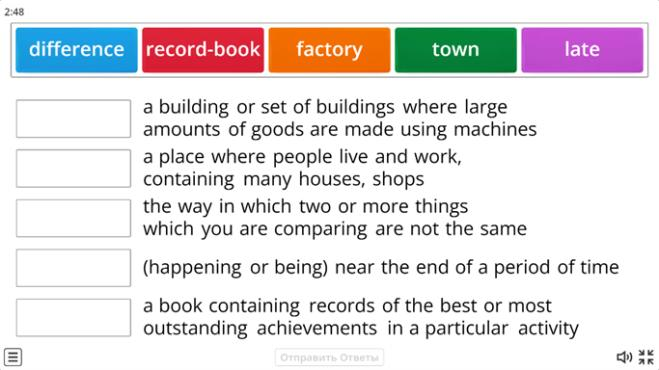 2:48
difference record-book factory town late
a building or set of buildings where large
amounts of goods are made using machines
a place where people live and work,
containing many houses, shops
the way in which two or more things
which you are comparing are not the same
(happening or being) near the end of a period of time
a book containing records of the best or most
outstanding achievements in a particular activity
Отправить Ответы